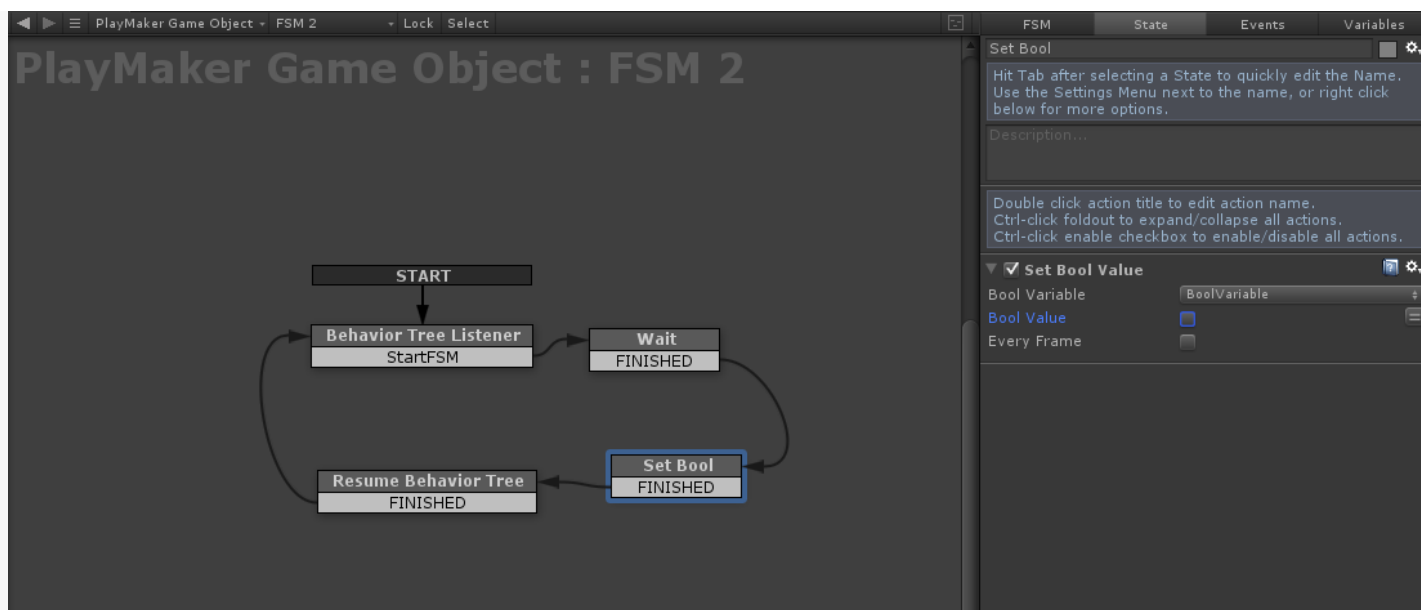 PlayMaker Game Object FSM 2 Lock Select
FSM State Events Variables
PlayMaker Game Object : FSM 2
START
Behavior Tree Listener
StartFSM
Wait
FINISHED
Set Bool
FINISHED
Resume Behavior Tree
FINISHED
Set Bool
Hit Tab after selecting a State to quickly edit the Name.
Use the Settings Menu next to the name, or right click
below for more options.
Description...
Double click action title to edit action name.
Ctrl-click foldout to expand/collapse all actions.
Ctrl-click enable checkbox to enable/disable all actions.
Set Bool Value
Bool Variable BoolVariable
Bool Value
Every Frame